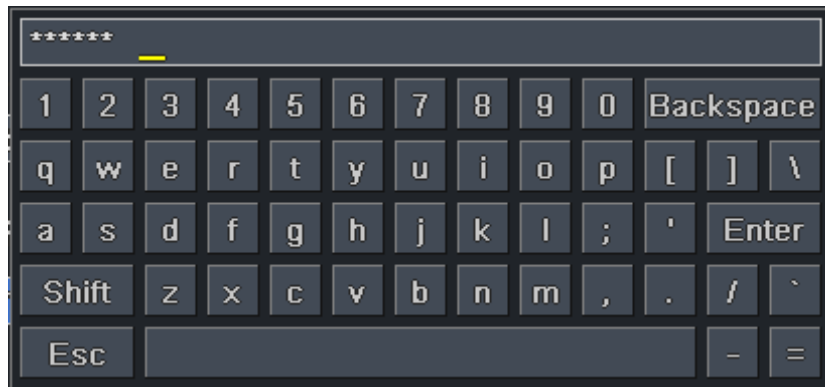 ******
1 2 3 4 5 6 7 8 9 0 Backspace
q w e r t y u i o p [ ] \
a s d f g h j k l ; ' Enter
Shift z x c v b n m , . / `
Esc - =